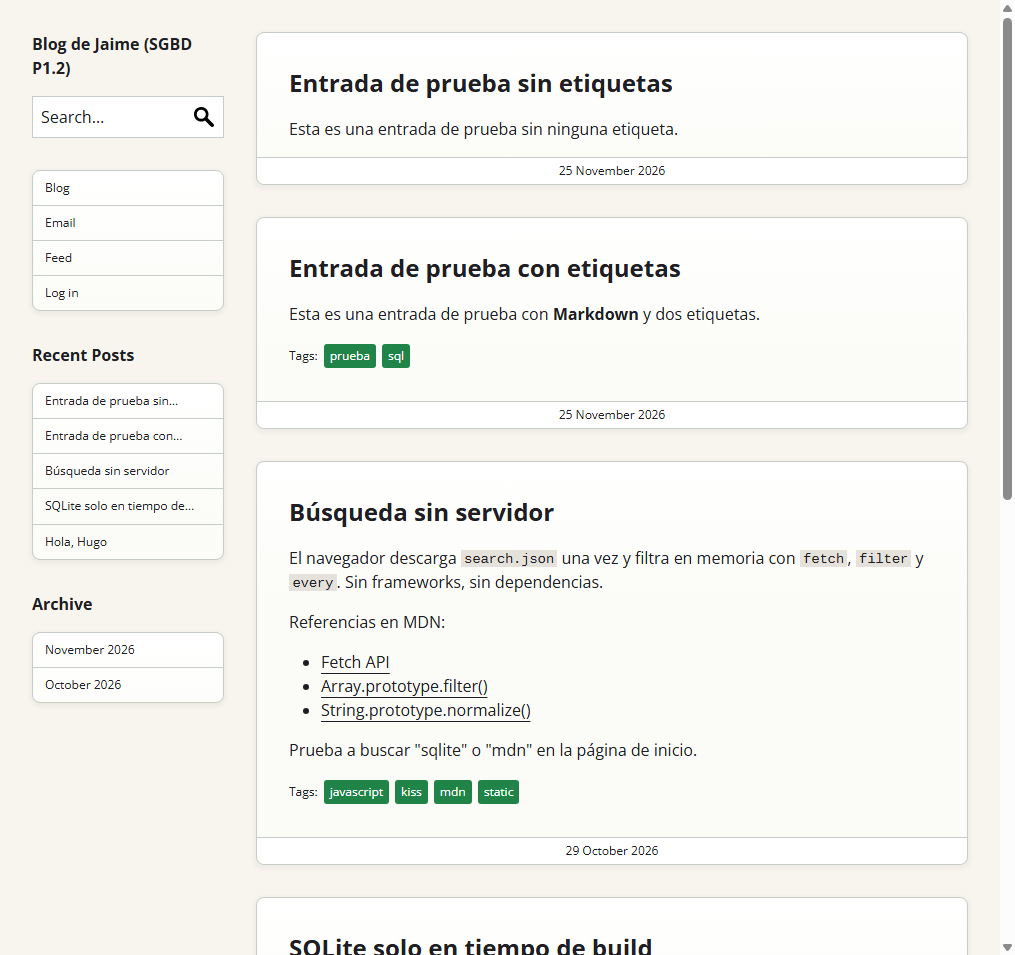 Blog de Jaime (SGBD
P1.2)
Search...
Blog
Email
Feed
Log in
Recent Posts
Entrada de prueba sin...
Entrada de prueba con...
Búsqueda sin servidor
SQLite solo en tiempo de...
Hola, Hugo
Archive
November 2026
October 2026
Entrada de prueba sin etiquetas
Esta es una entrada de prueba sin ninguna etiqueta.
25 November 2026
Entrada de prueba con etiquetas
Esta es una entrada de prueba con Markdown y dos etiquetas.
Tags: prueba sql
25 November 2026
Búsqueda sin servidor
El navegador descarga search.json una vez y filtra en memoria con fetch, filter y
every. Sin frameworks, sin dependencias.
Referencias en MDN:
Fetch API
Array.prototype.filter()
String.prototype.normalize()
Prueba a buscar "sqlite" o "mdn" en la página de inicio.
Tags: javascript kiss mdn static
29 October 2026
SQLite solo en tiempo de build